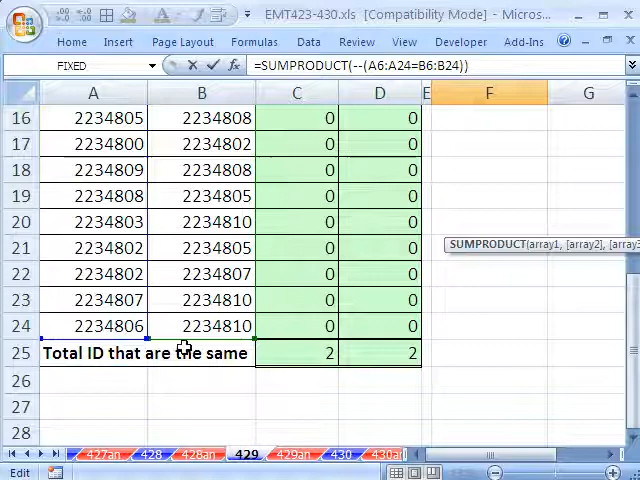 EMT423-430.xls [Compatibility Mode] - Micros...
Home Insert Page Layout Formulas Data Review View Developer Add-Ins
FIXED =SUMPRODUCT(--(A6:A24=B6:B24))
A B C D E F G
16 2234805 2234808 0 0
17 2234800 2234802 0 0
18 2234809 2234808 0 0
19 2234808 2234805 0 0
20 2234803 2234810 0 0
21 2234802 2234805 0 0
SUMPRODUCT(array1, [array2], [array3
22 2234802 2234807 0 0
23 2234807 2234810 0 0
24 2234806 2234810 0 0
25 Total ID that are the same 2 2
26
27
28
427an 428 428an 429 429an 430 430an
Edit